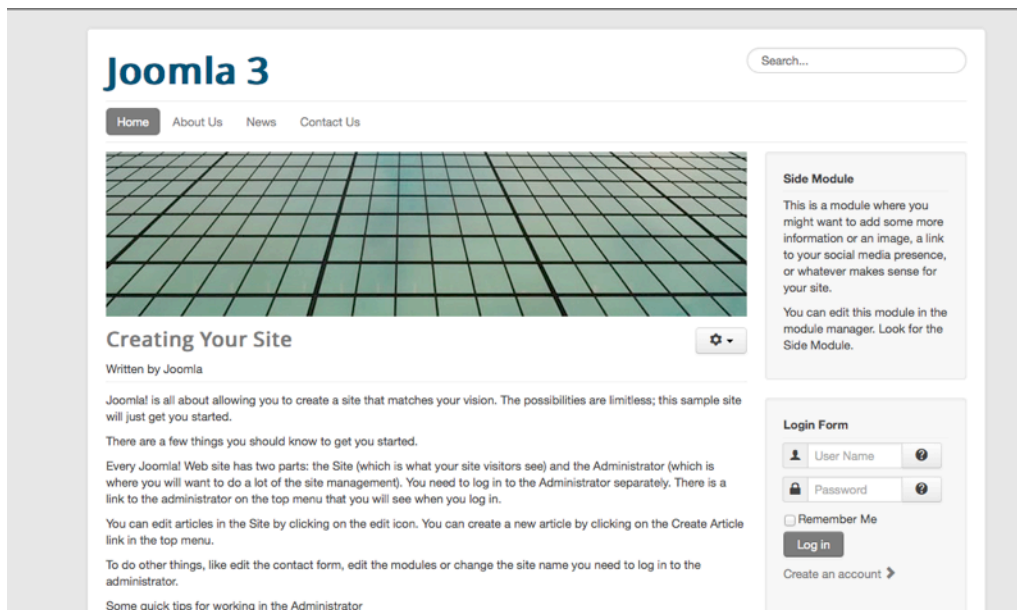 Joomla 3
Search...
Home
About Us
News
Contact Us
Creating Your Site
Written by Joomla
Joomla! is all about allowing you to create a site that matches your vision. The possibilities are limitless; this sample site
will just get you started.
There are a few things you should know to get you started.
Every Joomla! Web site has two parts: the Site (which is what your site visitors see) and the Administrator (which is
where you will want to do a lot of the site management). You need to log in to the Administrator separately. There is a
link to the administrator on the top menu that you will see when you log in.
You can edit articles in the Site by clicking on the edit icon. You can create a new article by clicking on the Create Article
link in the top menu.
To do other things, like edit the contact form, edit the modules or change the site name you need to log in to the
administrator.
Some quick tips for working in the Administrator
Side Module
This is a module where you
might want to add some more
information or an image, a link
to your social media presence,
or whatever makes sense for
your site.
You can edit this module in the
module manager. Look for the
Side Module.
Login Form
User Name
Password
Remember Me
Log in
Create an account